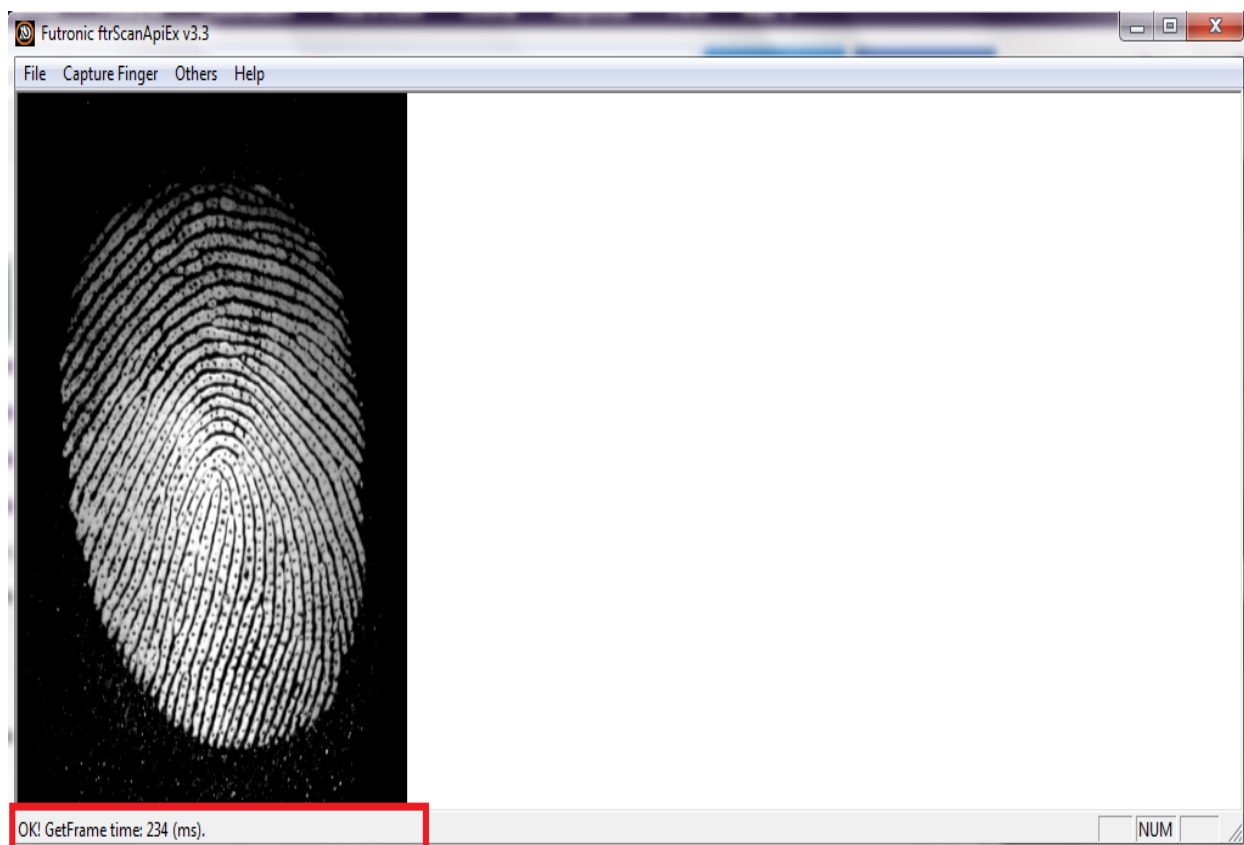 Futronic ftrScanApiEx v3.3
File Capture Finger Others Help
OK! GetFrame time: 234 (ms).
NUM